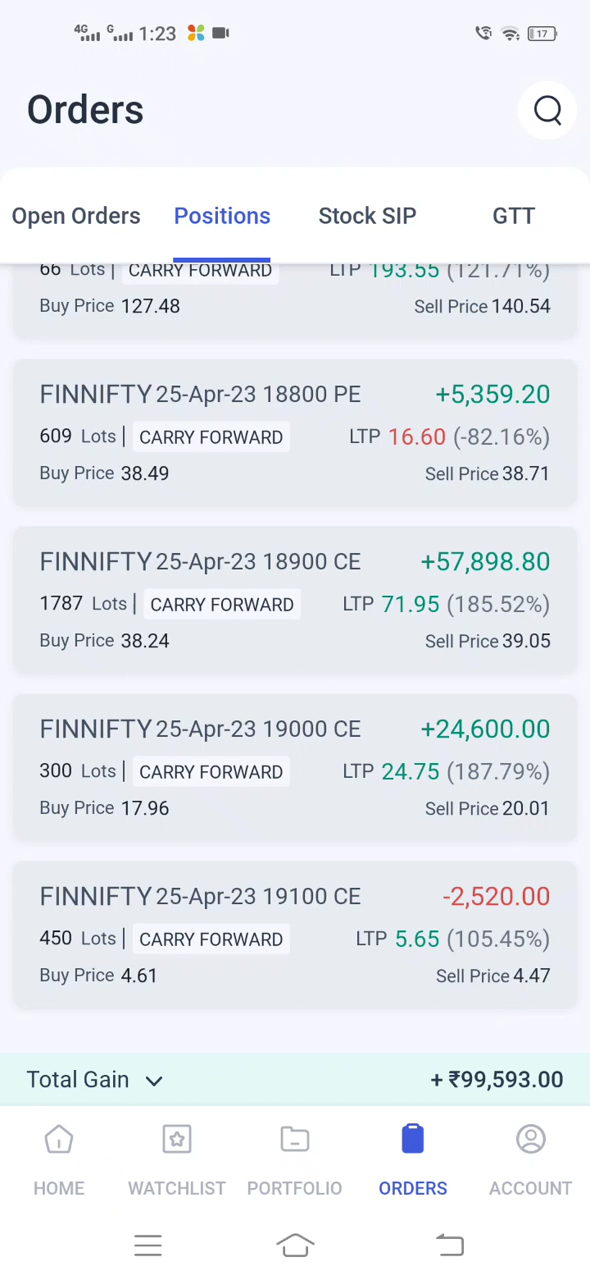 4G G 1:23 17
Orders
Open Orders Positions Stock SIP GTT
66 Lots | CARRY FORWARD LTP 193.55 (121.71%)
Buy Price 127.48 Sell Price 140.54
FINNIFTY 25-Apr-23 18800 PE +5,359.20
609 Lots | CARRY FORWARD LTP 16.60 (-82.16%)
Buy Price 38.49 Sell Price 38.71
FINNIFTY 25-Apr-23 18900 CE +57,898.80
1787 Lots | CARRY FORWARD LTP 71.95 (185.52%)
Buy Price 38.24 Sell Price 39.05
FINNIFTY 25-Apr-23 19000 CE +24,600.00
300 Lots | CARRY FORWARD LTP 24.75 (187.79%)
Buy Price 17.96 Sell Price 20.01
FINNIFTY 25-Apr-23 19100 CE -2,520.00
450 Lots | CARRY FORWARD LTP 5.65 (105.45%)
Buy Price 4.61 Sell Price 4.47
Total Gain + ₹99,593.00
HOME WATCHLIST PORTFOLIO ORDERS ACCOUNT